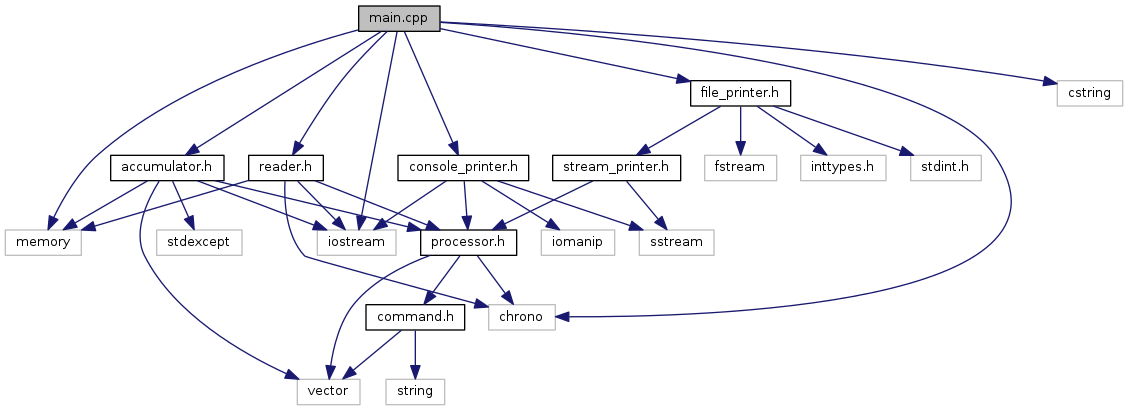 main.cpp
file_printer.h
cstring
accumulator.h
reader.h
console_printer.h
stream_printer.h
fstream
inttypes.h
stdint.h
memory
stdexcept
iostream
processor.h
iomanip
sstream
command.h
chrono
vector
string